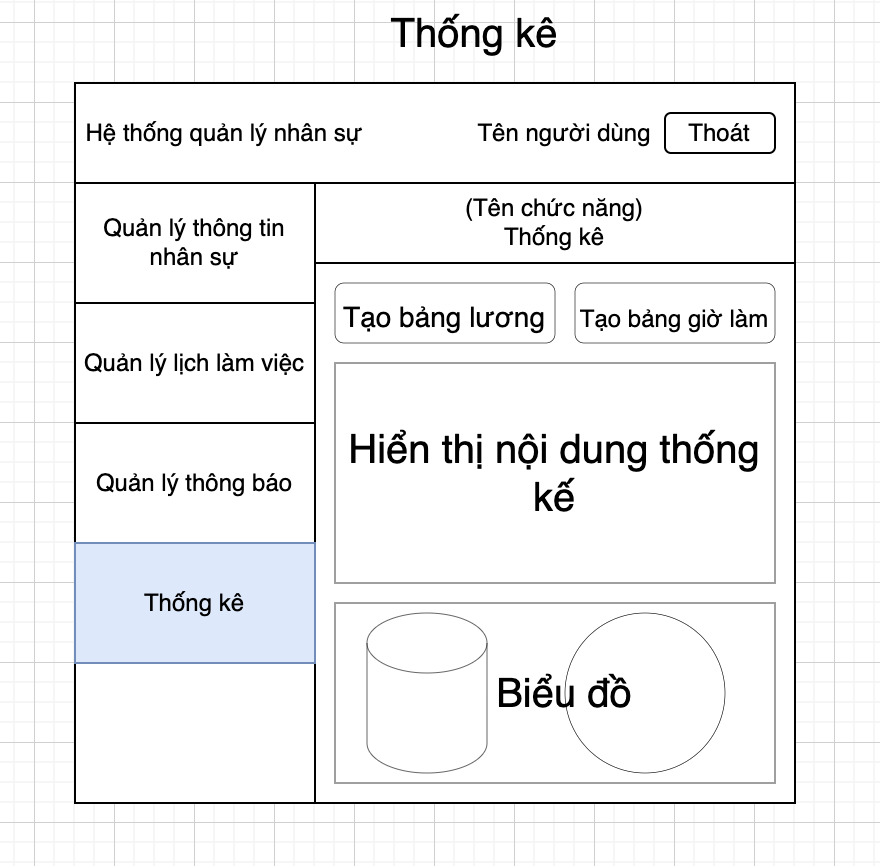 Thống kê
Hệ thống quản lý nhân sự
Tên người dùng
Thoát
Quản lý thông tin
nhân sự
Quản lý lịch làm việc
Quản lý thông báo
Thống kê
(Tên chức năng)
Thống kê
Tạo bảng lương
Tạo bảng giờ làm
Hiển thị nội dung thống
kế
Biểu đồ